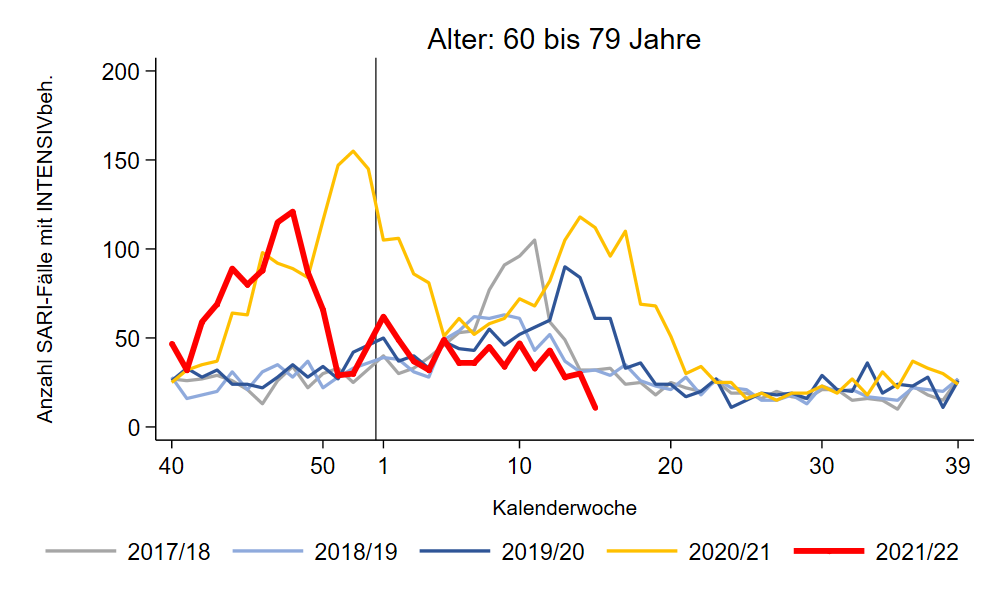 Alter: 60 bis 79 Jahre
Anzahl SARI-Fälle mit INTENSIVbeh.
200
150
100
50
0
40 50 1 10 20 30 39
Kalenderwoche
2017/18 2018/19 2019/20 2020/21 2021/22